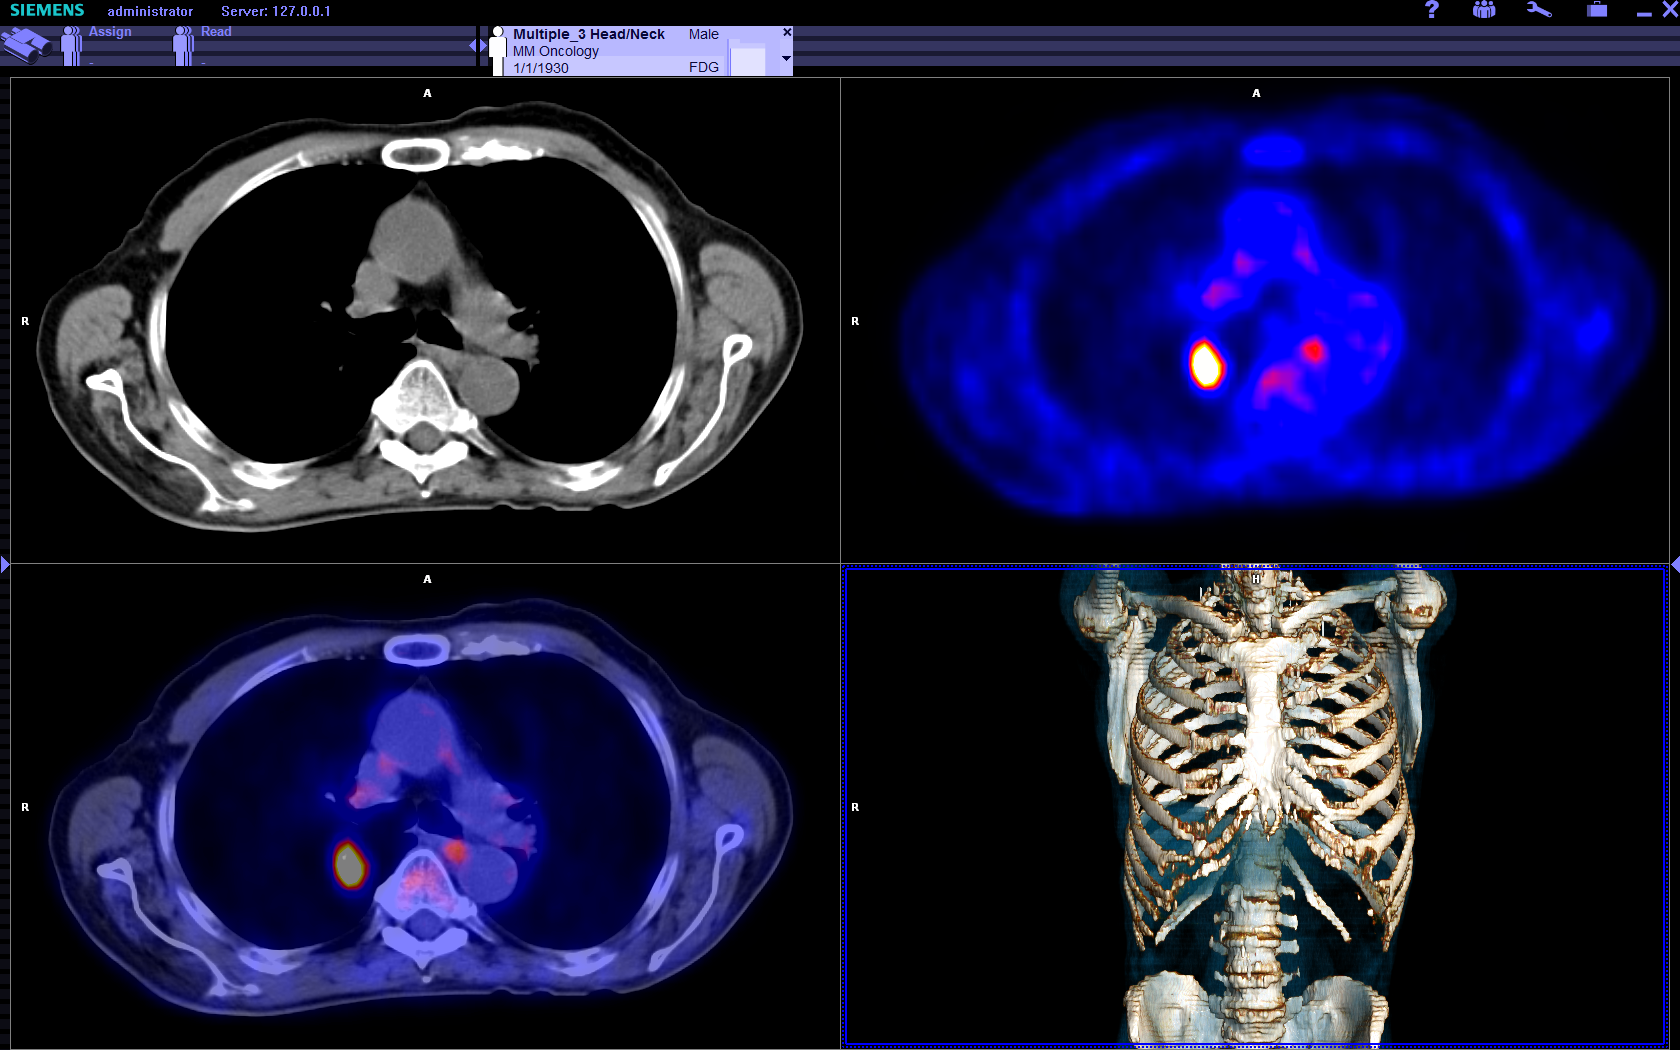 SIEMENS administrator Server: 127.0.0.1 ?
Assign Read
- -
Multiple_3 Head/Neck Male
MM Oncology
1/1/1930 FDG
A A
R R
A H
R R